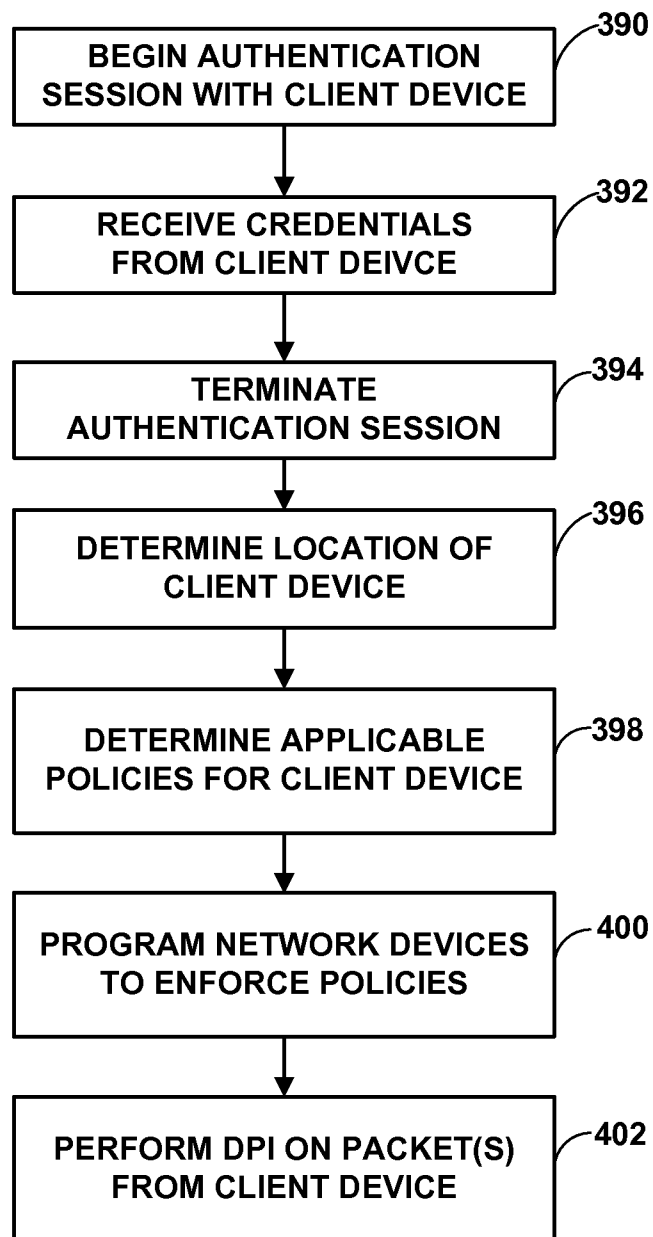 390
BEGIN AUTHENTICATION
SESSION WITH CLIENT DEVICE
392
RECEIVE CREDENTIALS
FROM CLIENT DEIVCE
394
TERMINATE
AUTHENTICATION SESSION
396
DETERMINE LOCATION OF
CLIENT DEVICE
398
DETERMINE APPLICABLE
POLICIES FOR CLIENT DEVICE
400
PROGRAM NETWORK DEVICES
TO ENFORCE POLICIES
402
PERFORM DPI ON PACKET(S)
FROM CLIENT DEVICE